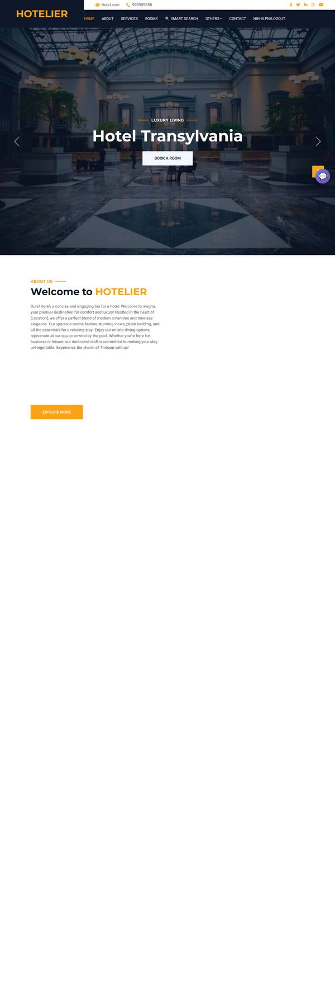 HOTELIER
Hotel.com 998989898
HOME ABOUT SERVICES ROOMS 🔍 SMART SEARCH OTHERS CONTACT NIKHILPN/LOGOUT
LUXURY LIVING
Hotel Transylvania
BOOK A ROOM
ABOUT US
Welcome to HOTELIER
Sure! Here's a concise and engaging bio for a hotel: Welcome to megha,
your premier destination for comfort and luxury! Nestled in the heart of
[Location], we offer a perfect blend of modern amenities and timeless
elegance. Our spacious rooms feature stunning views, plush bedding, and
all the essentials for a relaxing stay. Enjoy our on-site dining options,
rejuvenate at our spa, or unwind by the pool. Whether you're here for
business or leisure, our dedicated staff is committed to making your stay
unforgettable. Experience the charm of Thrissur with us!
EXPLORE MORE